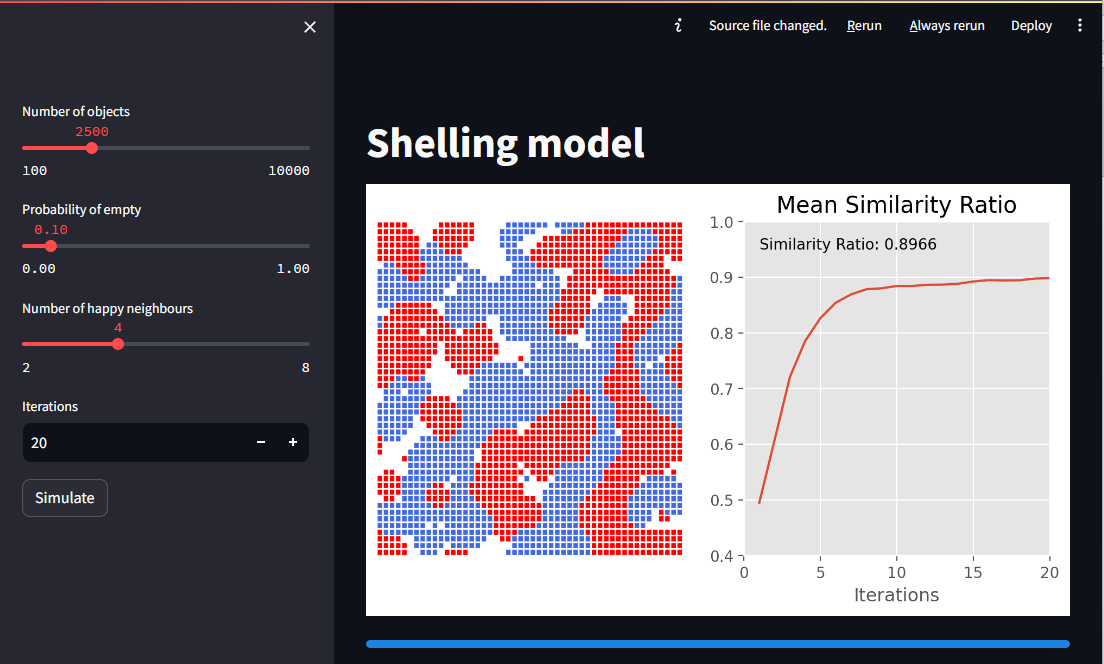 Source file changed. Rerun Always rerun Deploy
Number of objects
2500
100 10000
Probability of empty
0.10
0.00 1.00
Number of happy neighbours
4
2 8
Iterations
20 − +
Simulate
Shelling model
Mean Similarity Ratio
Similarity Ratio: 0.8966
1.0
0.9
0.8
0.7
0.6
0.5
0.4
0 5 10 15 20
Iterations